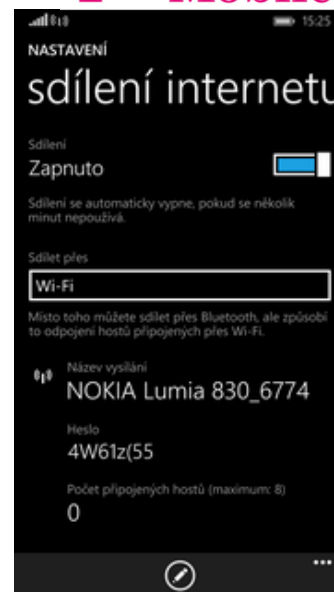 15:25
NASTAVENÍ
sdílení internetu
Sdílení
Zapnuto
Sdílení se automaticky vypne, pokud se několik
minut nepoužívá.
Sdílet přes
Wi-Fi
Místo toho můžete sdílet přes Bluetooth, ale způsobí
to odpojení hostů připojených přes Wi-Fi.
Název vysílání
NOKIA Lumia 830_6774
Heslo
4W61z(55
Počet připojených hostů (maximum: 8)
0